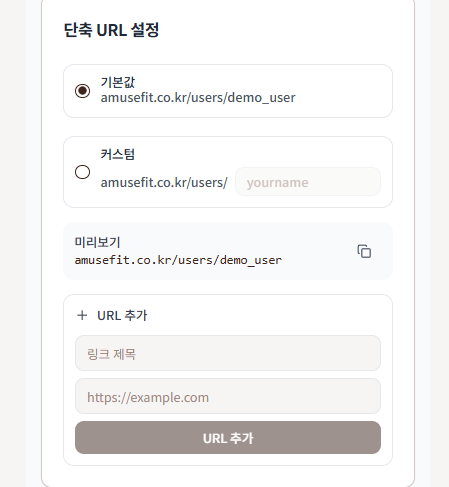 단축 URL 설정
기본값
amusefit.co.kr/users/demo_user
커스텀
amusefit.co.kr/users/ yourname
미리보기
amusefit.co.kr/users/demo_user
+ URL 추가
링크 제목
https://example.com
URL 추가